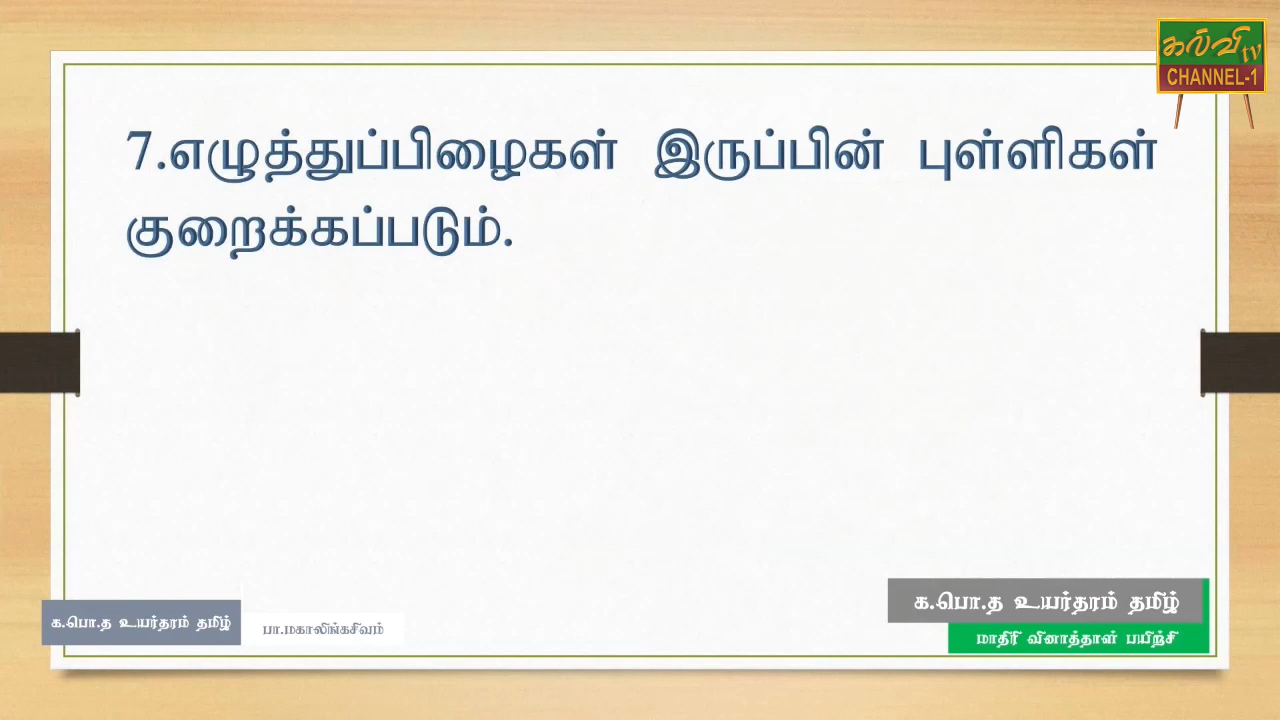 கல்வி tv
CHANNEL-1
7.எழுத்துப்பிழைகள் இருப்பின் புள்ளிகள்
குறைக்கப்படும்.
க.பொ.த உயர்தரம் தமிழ்
மாதிரி வினாத்தாள் பயிற்சி
க.பொ.த உயர்தரம் தமிழ்
பா.மகாலிங்கசிவம்